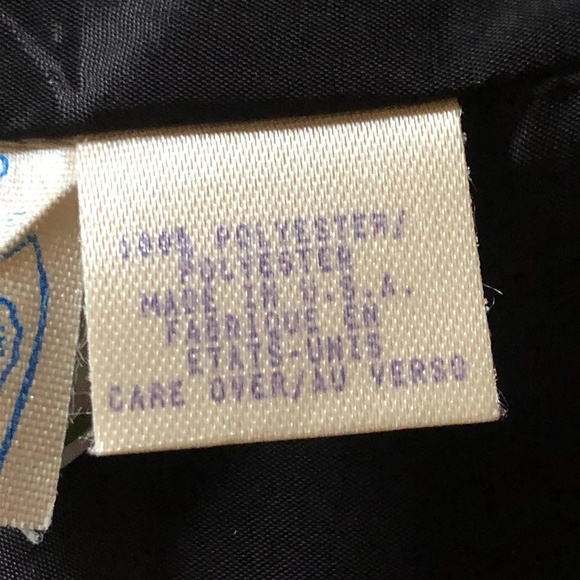 100% POLYESTER/
POLYESTER
MADE IN U.S.A.
FABRIQUE EN
ETATS-UNIS
CARE OVER/AU VERSO